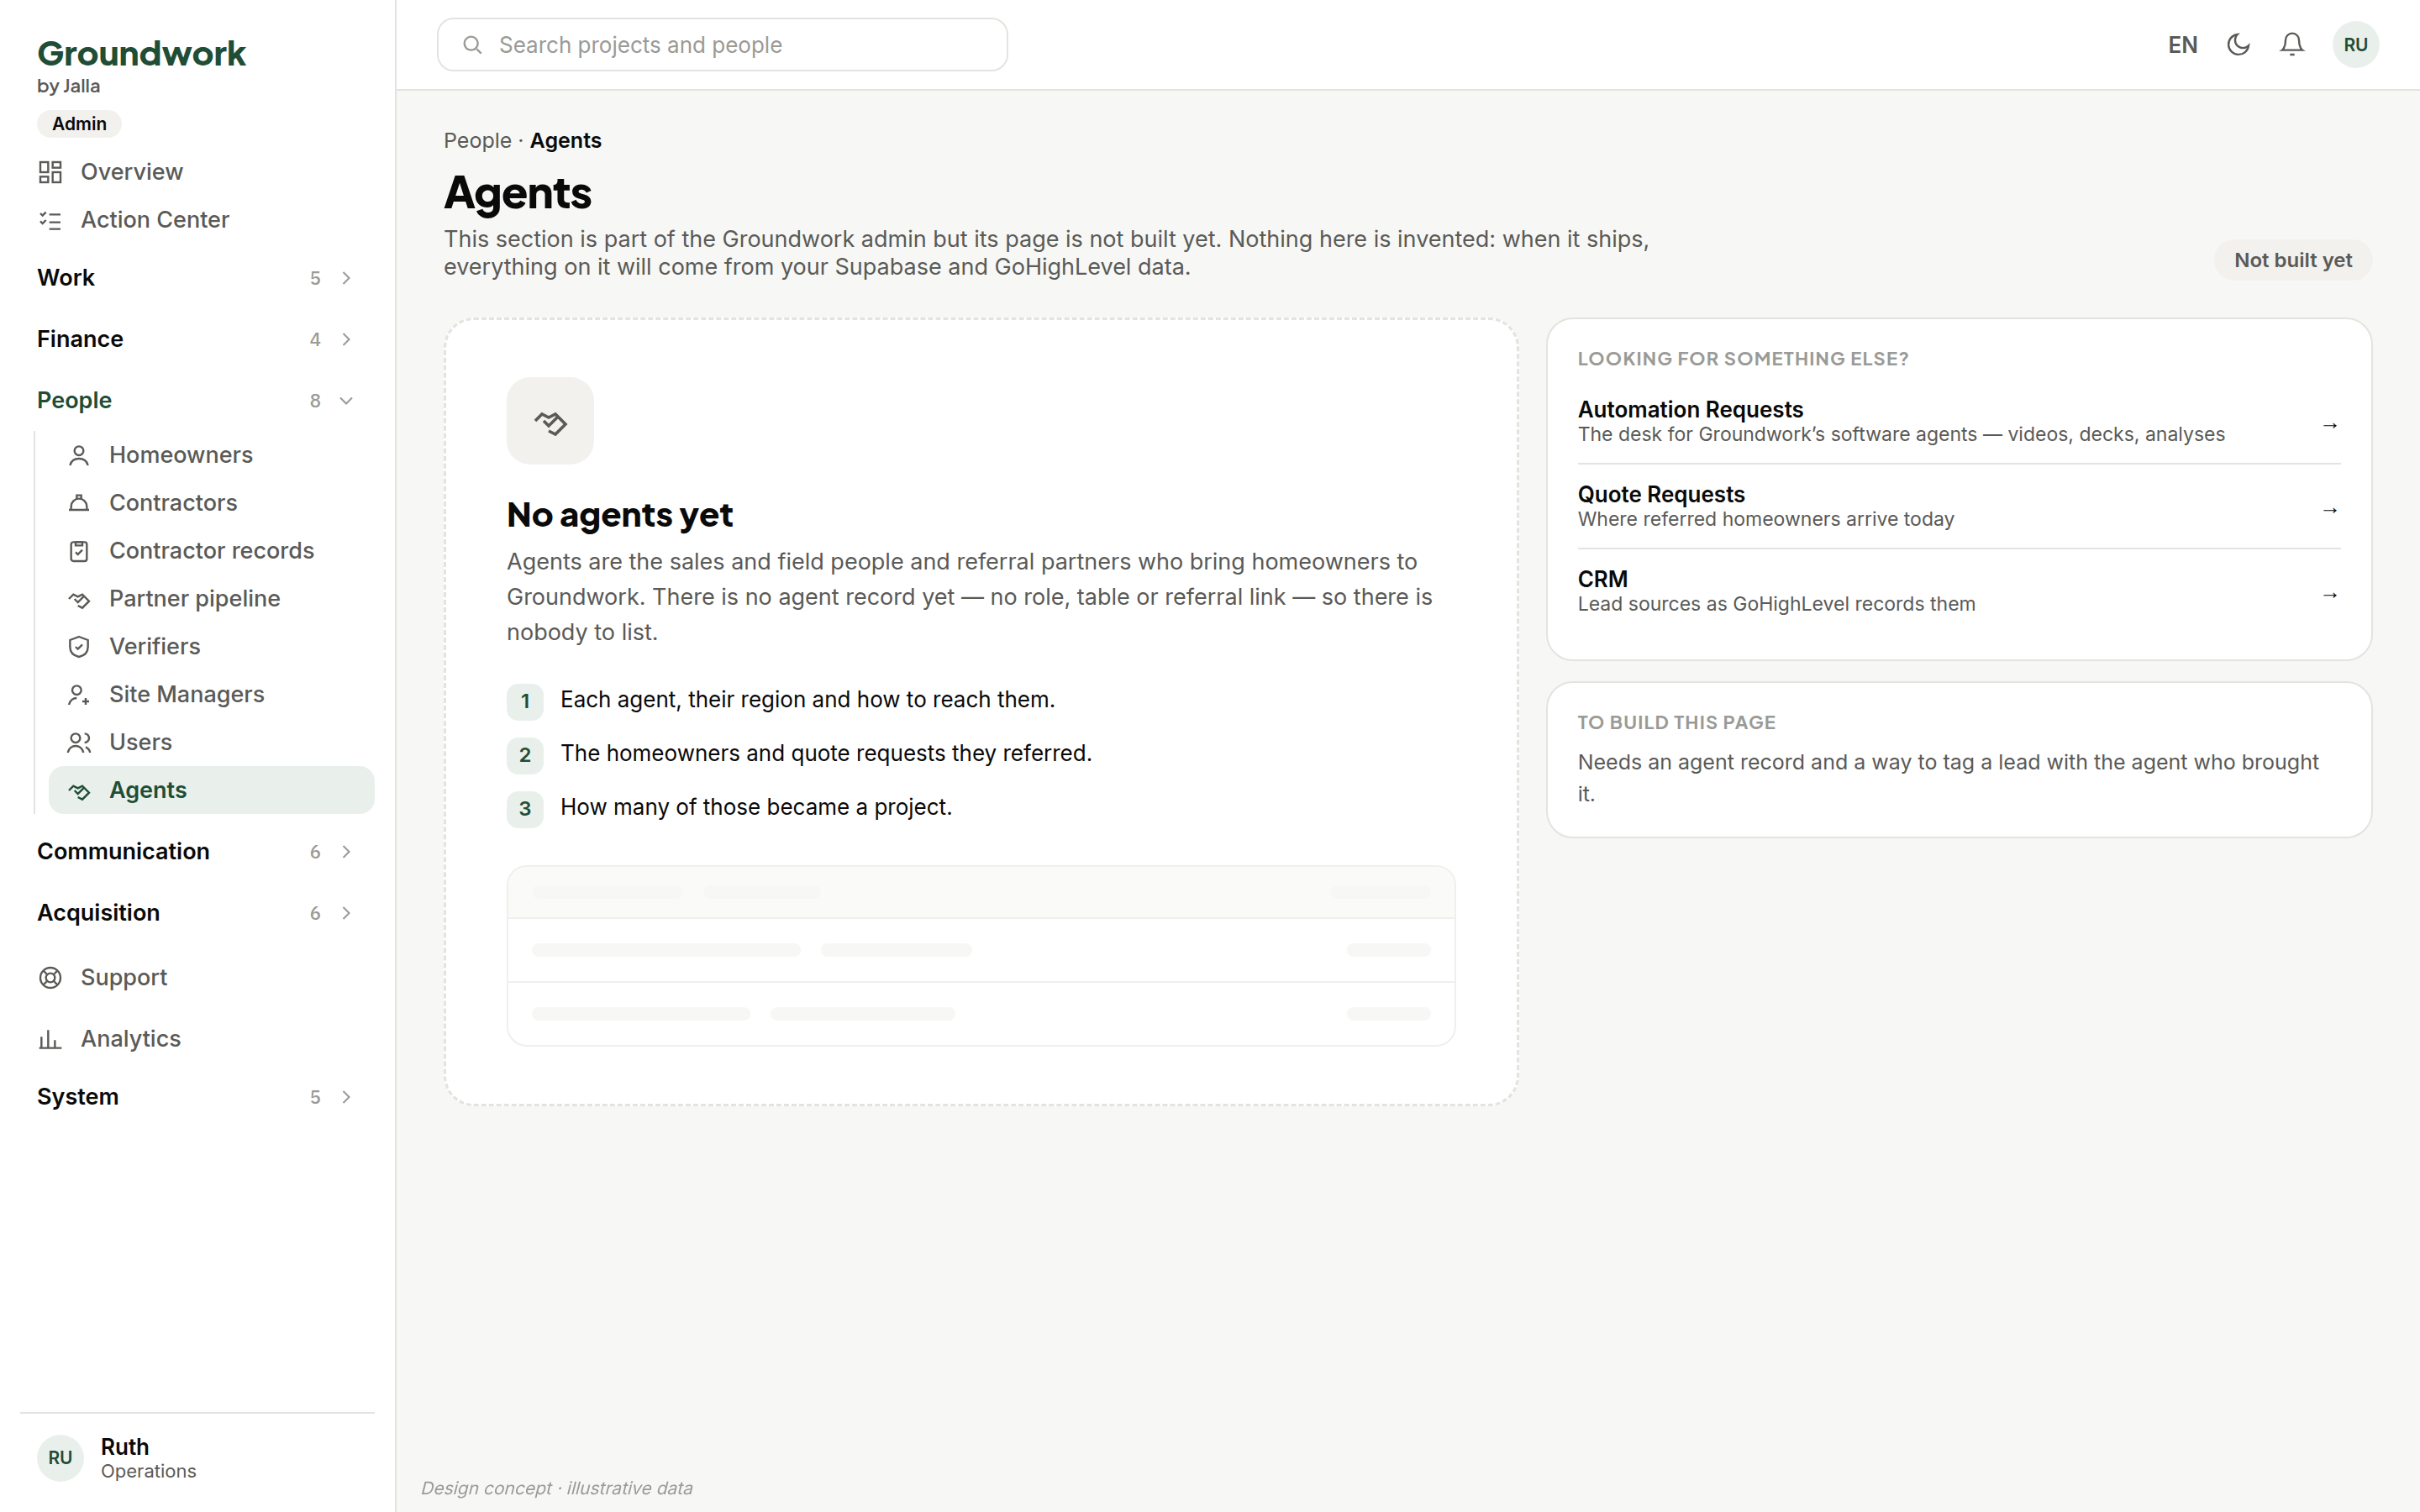 Groundwork
by Jalla
Admin
Overview
Action Center
Work 5
Finance 4
People 8
Homeowners
Contractors
Contractor records
Partner pipeline
Verifiers
Site Managers
Users
Agents
Communication 6
Acquisition 6
Support
Analytics
System 5
RU
Ruth
Operations
Search projects and people
EN
RU
People · Agents
Agents
This section is part of the Groundwork admin but its page is not built yet. Nothing here is invented: when it ships,
everything on it will come from your Supabase and GoHighLevel data.
Not built yet
No agents yet
Agents are the sales and field people and referral partners who bring homeowners to
Groundwork. There is no agent record yet — no role, table or referral link — so there is
nobody to list.
1 Each agent, their region and how to reach them.
2 The homeowners and quote requests they referred.
3 How many of those became a project.
LOOKING FOR SOMETHING ELSE?
Automation Requests
The desk for Groundwork’s software agents — videos, decks, analyses
→
Quote Requests
Where referred homeowners arrive today
→
CRM
Lead sources as GoHighLevel records them
→
TO BUILD THIS PAGE
Needs an agent record and a way to tag a lead with the agent who brought
it.
Design concept · illustrative data